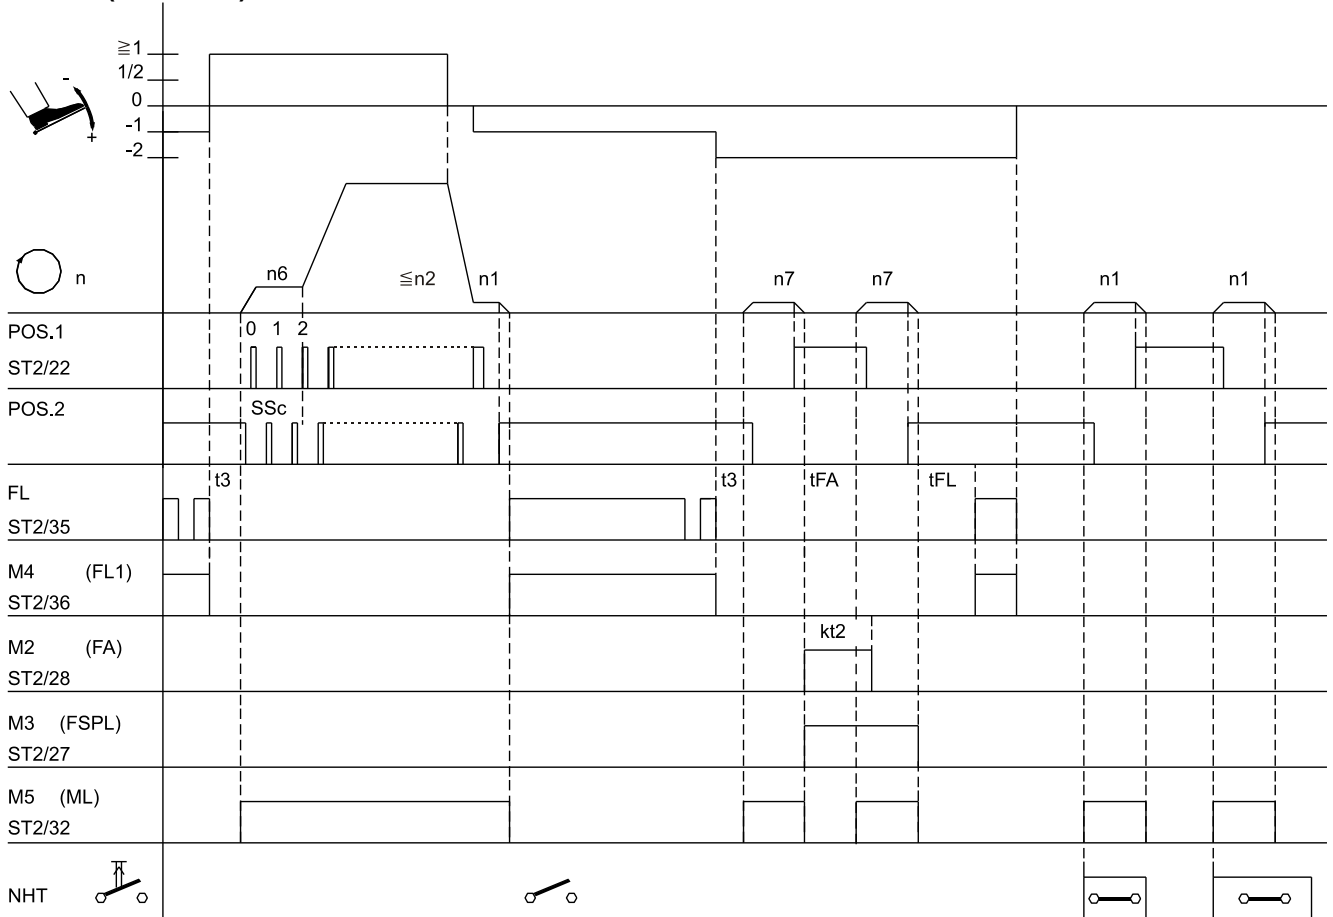 ≧1
1/2
0
-1
-2
-
+
n
n6
≦n2
n1
n7
n7
n1
n1
POS.1
0 1 2
ST2/22
POS.2
SSc
FL
t3
t3
tFA
tFL
ST2/35
M4 (FL1)
ST2/36
M2 (FA)
kt2
ST2/28
M3 (FSPL)
ST2/27
M5 (ML)
ST2/32
NHT